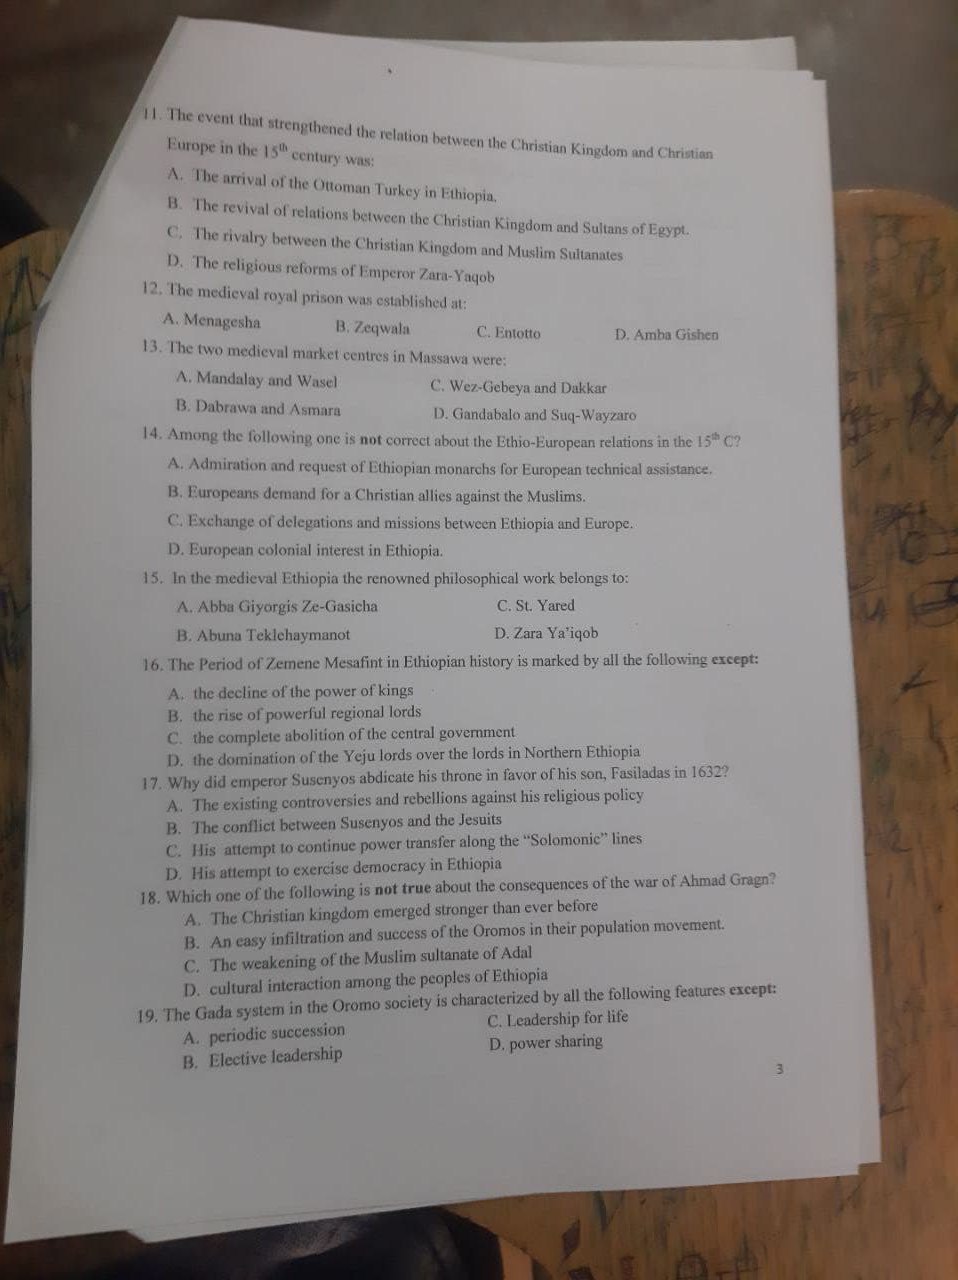 11. The event that strengthened the relation between the Christian Kingdom and Christian
Europe in the 15th century was:
A. The arrival of the Ottoman Turkey in Ethiopia.
B. The revival of relations between the Christian Kingdom and Sultans of Egypt.
C. The rivalry between the Christian Kingdom and Muslim Sultanates
D. The religious reforms of Emperor Zara-Yaqob
12. The medieval royal prison was established at:
A. Menagesha B. Zeqwala C. Entotto D. Amba Gishen
13. The two medieval market centres in Massawa were:
A. Mandalay and Wasel C. Wez-Gebeya and Dakkar
B. Dabrawa and Asmara D. Gandabalo and Suq-Wayzaro
14. Among the following one is not correct about the Ethio-European relations in the 15th C?
A. Admiration and request of Ethiopian monarchs for European technical assistance.
B. Europeans demand for a Christian allies against the Muslims.
C. Exchange of delegations and missions between Ethiopia and Europe.
D. European colonial interest in Ethiopia.
15. In the medieval Ethiopia the renowned philosophical work belongs to:
A. Abba Giyorgis Ze-Gasicha C. St. Yared
B. Abuna Teklehaymanot D. Zara Ya'iqob
16. The Period of Zemene Mesafint in Ethiopian history is marked by all the following except:
A. the decline of the power of kings
B. the rise of powerful regional lords
C. the complete abolition of the central government
D. the domination of the Yeju lords over the lords in Northern Ethiopia
17. Why did emperor Susenyos abdicate his throne in favor of his son, Fasiladas in 1632?
A. The existing controversies and rebellions against his religious policy
B. The conflict between Susenyos and the Jesuits
C. His attempt to continue power transfer along the "Solomonic" lines
D. His attempt to exercise democracy in Ethiopia
18. Which one of the following is not true about the consequences of the war of Ahmad Gragn?
A. The Christian kingdom emerged stronger than ever before
B. An easy infiltration and success of the Oromos in their population movement.
C. The weakening of the Muslim sultanate of Adal
D. cultural interaction among the peoples of Ethiopia
19. The Gada system in the Oromo society is characterized by all the following features except:
A. periodic succession C. Leadership for life
B. Elective leadership D. power sharing
3